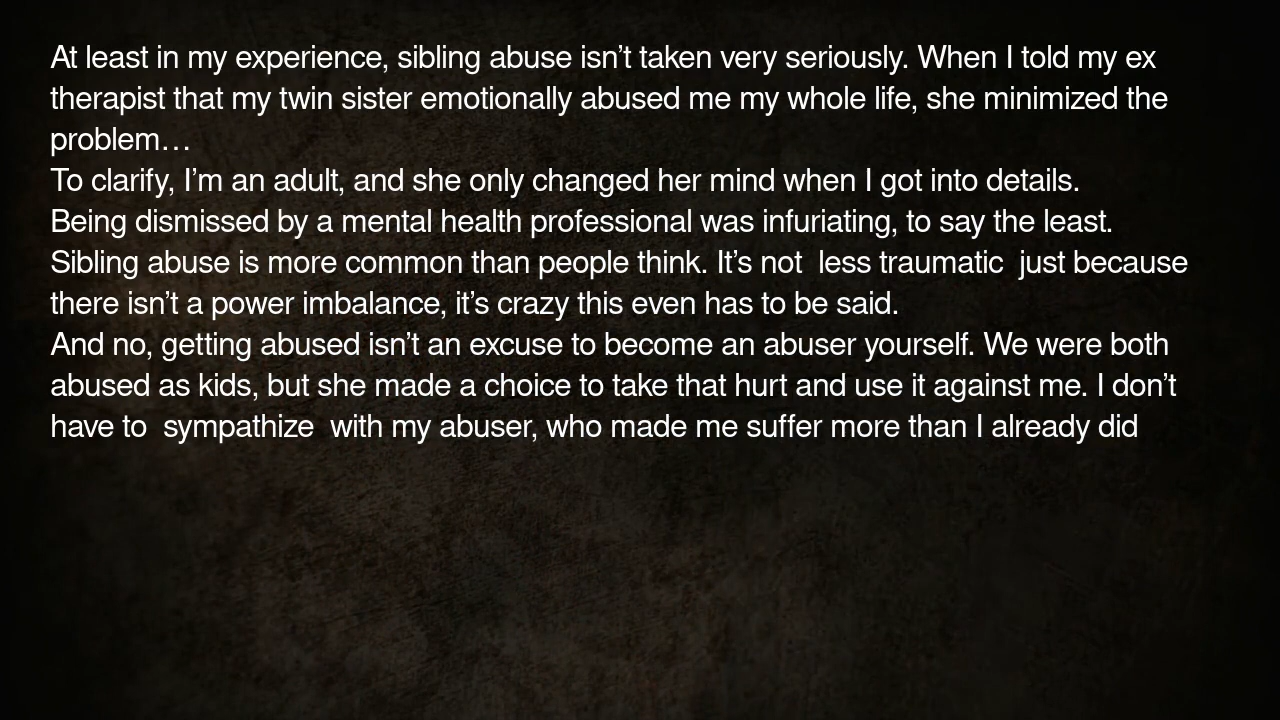 At least in my experience, sibling abuse isn’t taken very seriously. When I told my ex
therapist that my twin sister emotionally abused me my whole life, she minimized the
problem…
To clarify, I’m an adult, and she only changed her mind when I got into details.
Being dismissed by a mental health professional was infuriating, to say the least.
Sibling abuse is more common than people think. It’s not  less traumatic  just because
there isn’t a power imbalance, it’s crazy this even has to be said.
And no, getting abused isn’t an excuse to become an abuser yourself. We were both
abused as kids, but she made a choice to take that hurt and use it against me. I don’t
have to  sympathize  with my abuser, who made me suffer more than I already did